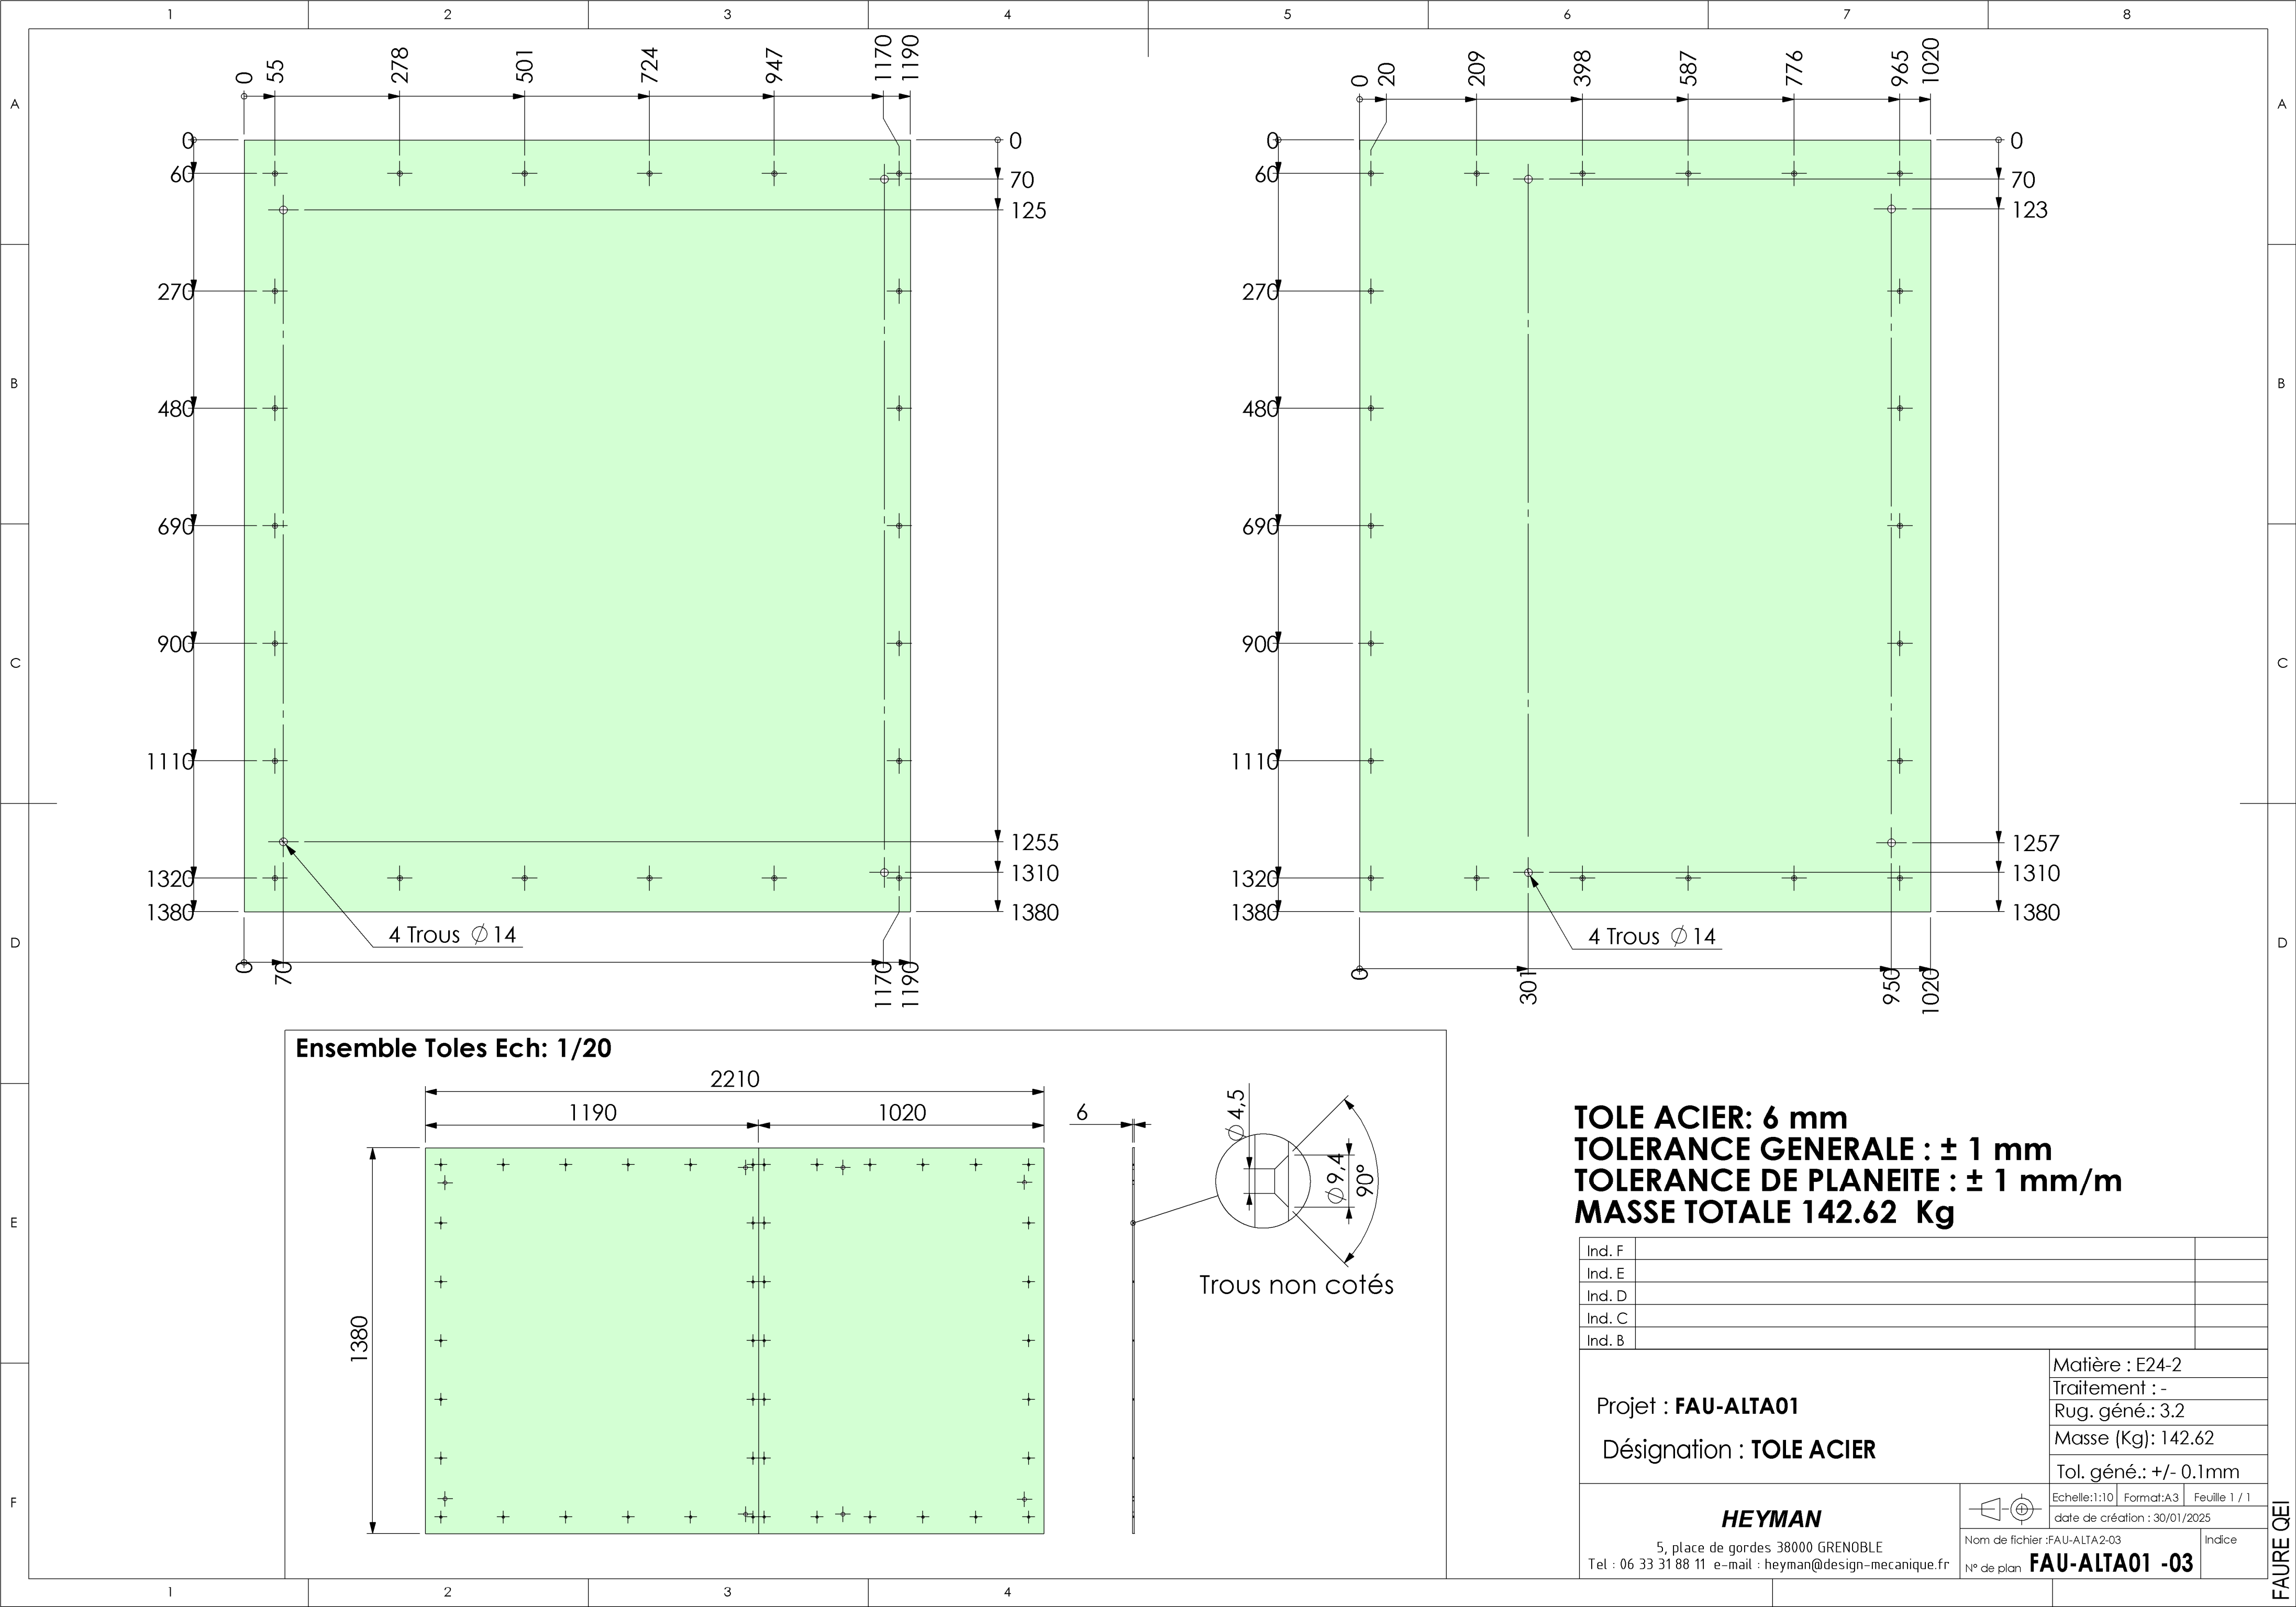 1 2 3 4 5 6 7 8
A A
B B
C C
D D
E
F
0 55 278 501 724 947 1170 1190
0
60
270
480
690
900
1110
1320
1380
0
70
125
1255
1310
1380
4 Trous Ø 14
0 70 1170 1190
0 20 209 398 587 776 965 1020
0
60
270
480
690
900
1110
1320
1380
0
70
123
1257
1310
1380
4 Trous Ø 14
0 301 950 1020
Ensemble Toles Ech: 1/20
2210
1190 1020
1380
6
Ø 4,5
Ø 9,4
90°
Trous non cotés
TOLE ACIER: 6 mm
TOLERANCE GENERALE : ± 1 mm
TOLERANCE DE PLANEITE : ± 1 mm/m
MASSE TOTALE 142.62 Kg
Ind. F
Ind. E
Ind. D
Ind. C
Ind. B
Projet : FAU-ALTA01
Désignation : TOLE ACIER
Matière : E24-2
Traitement : -
Rug. géné.: 3.2
Masse (Kg): 142.62
Tol. géné.: +/- 0.1mm
HEYMAN
5, place de gordes 38000 GRENOBLE
Tel : 06 33 31 88 11 e-mail : heyman@design-mecanique.fr
Echelle:1:10 Format:A3 Feuille 1 / 1
date de création : 30/01/2025
Nom de fichier :FAU-ALTA2-03
Indice
N° de plan FAU-ALTA01 -03
FAURE QEI
1 2 3 4